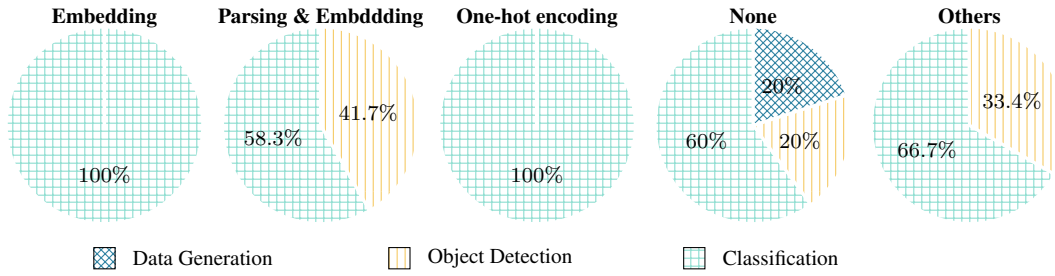 Embedding
Parsing & Embdddding
One-hot encoding
None
Others
100%
58.3%
41.7%
100%
60%
20%
20%
66.7%
33.4%
Data Generation
Object Detection
Classification